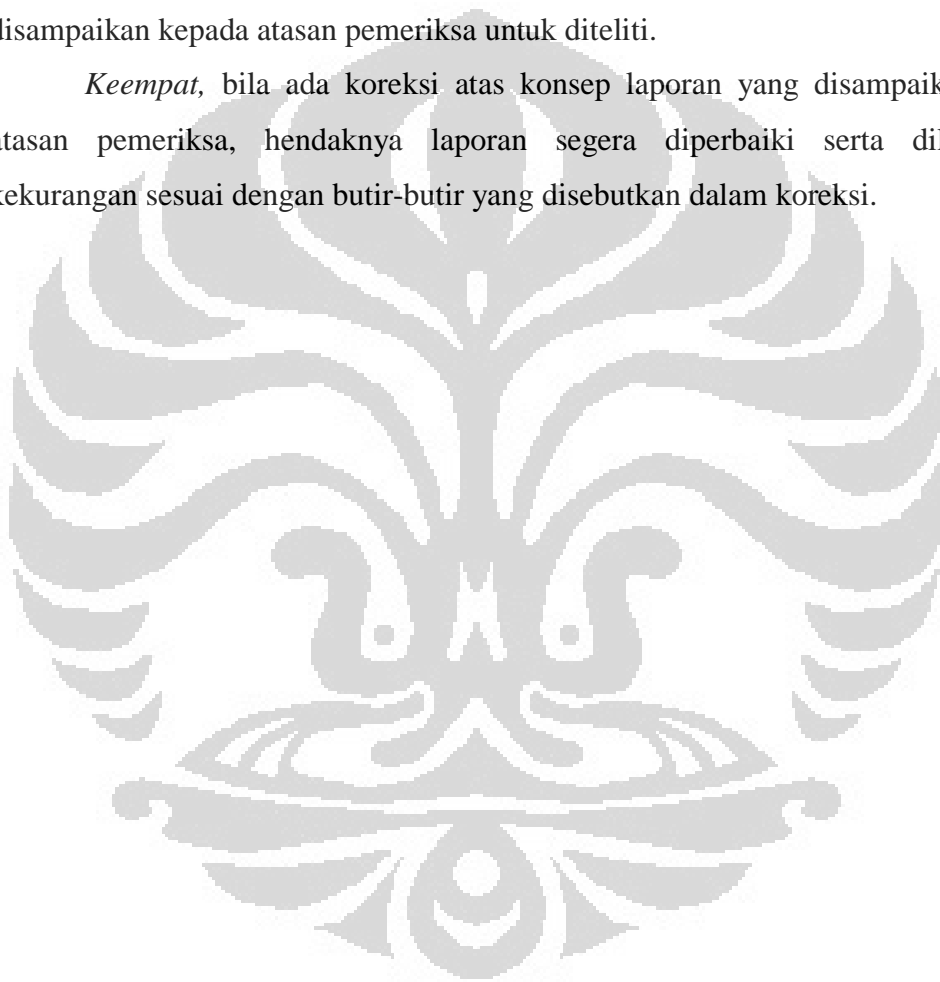 disampaikan kepada atasan pemeriksa untuk diteliti.
Keempat, bila ada koreksi atas konsep laporan yang disampaik
atasan pemeriksa, hendaknya laporan segera diperbaiki serta dil
kekurangan sesuai dengan butir-butir yang disebutkan dalam koreksi.